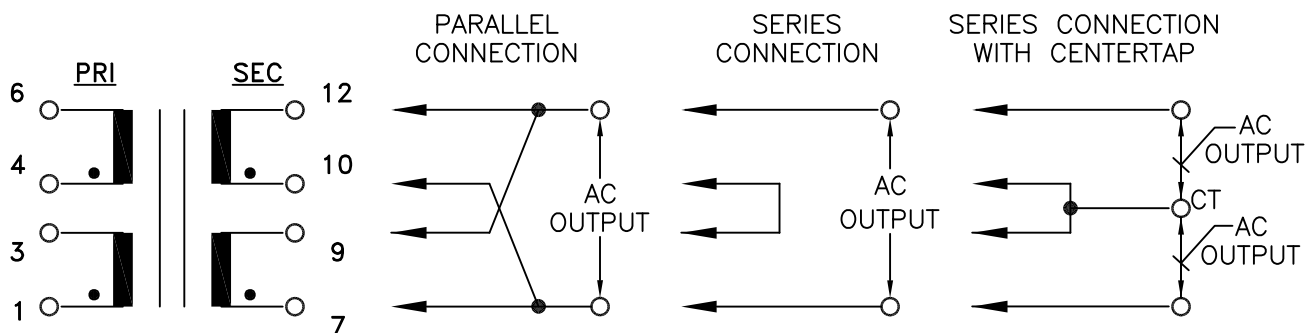 PRI
SEC
6
4
3
1
12
10
9
7
PARALLEL
CONNECTION
AC
OUTPUT
SERIES
CONNECTION
AC
OUTPUT
SERIES CONNECTION
WITH CENTERTAP
AC
OUTPUT
CT
AC
OUTPUT